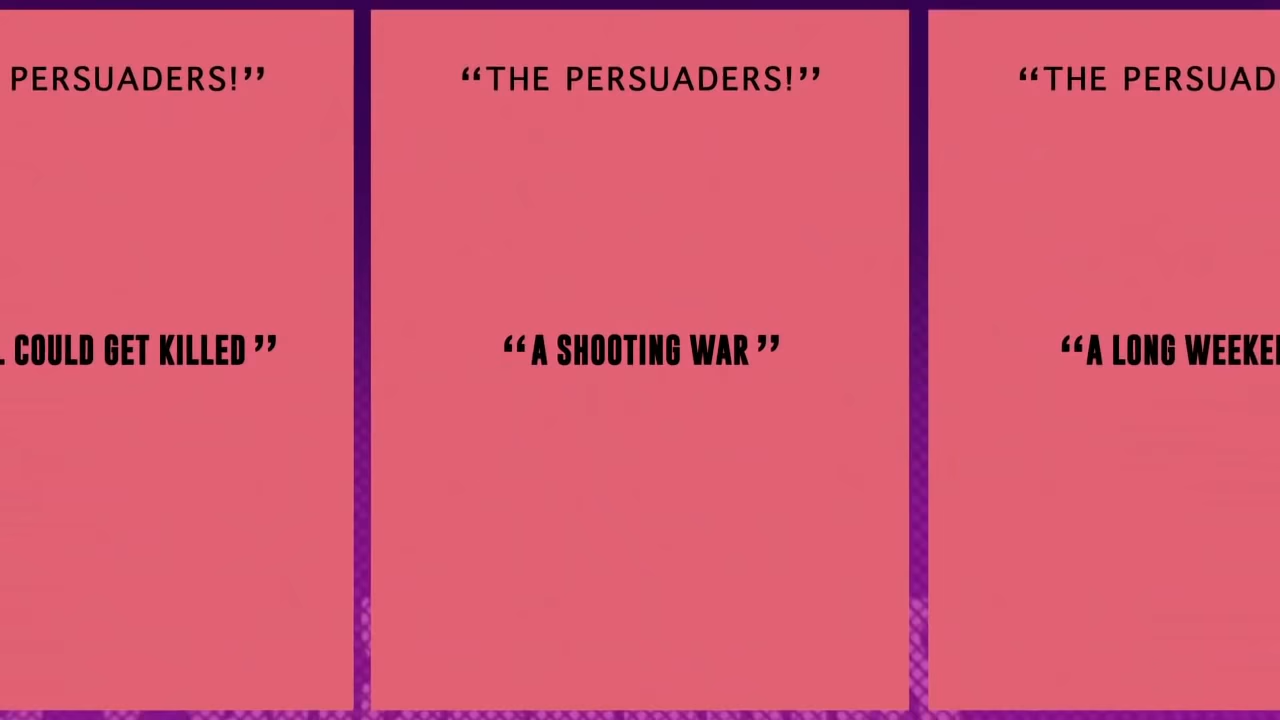 PERSUADERS!”
COULD GET KILLED ”
“THE PERSUADERS!”
“A SHOOTING WAR ”
“THE PERSUAD
“A LONG WEEKE